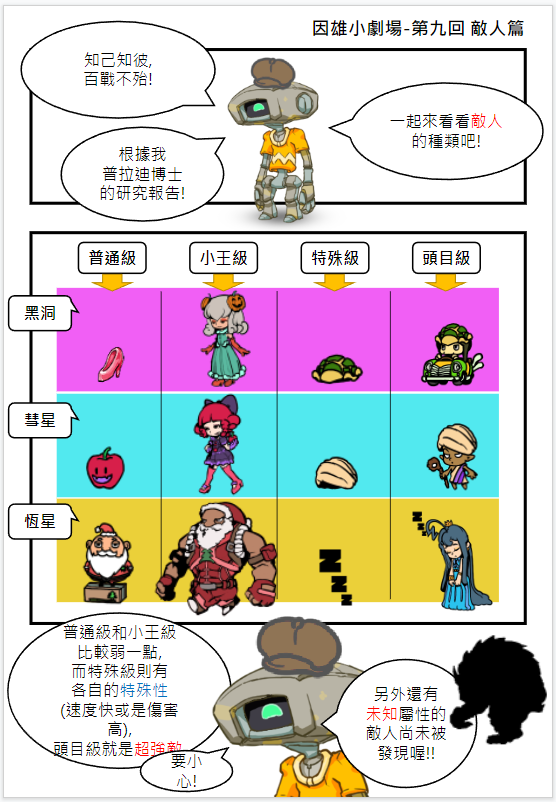 因雄小劇場-第九回 敵人篇
知己知彼,
百戰不殆!
一起來看看敵人
的種類吧!
根據我
普拉迪博士
的研究報告!
普通級
小王級
特殊級
頭目級
黑洞
彗星
恆星
z
z
z
z
z
z
普通級和小王級
比較弱一點,
而特殊級則有
各自的特殊性
(速度快或是傷害
高),
頭目級就是超強敵
要小
心!
另外還有
未知屬性的
敵人尚未被
發現喔!!